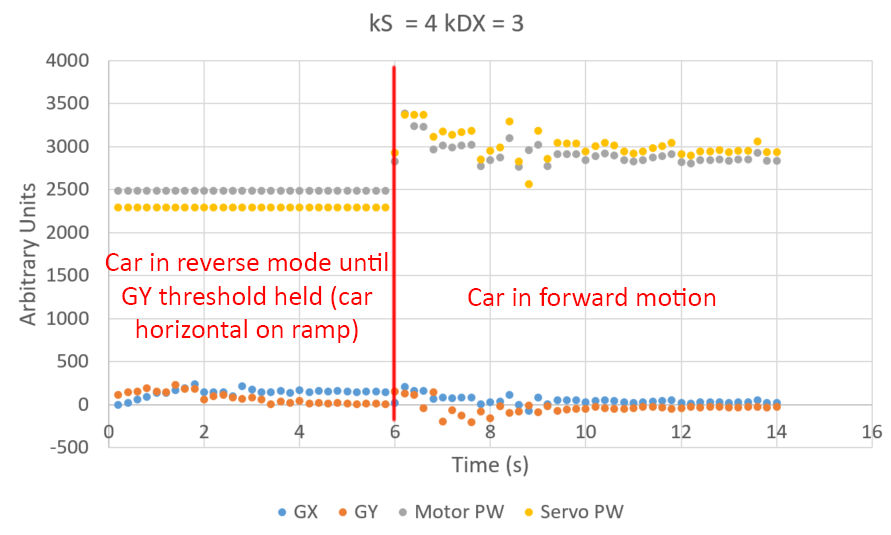 kS = 4 kDX = 3
4000
3500
3000
2500
2000
1500
1000
500
0
-500
Arbitrary Units
Car in reverse mode until
GY threshold held (car
horizontal on ramp)
Car in forward motion
0 2 4 6 8 10 12 14 16
Time (s)
GX GY Motor PW Servo PW